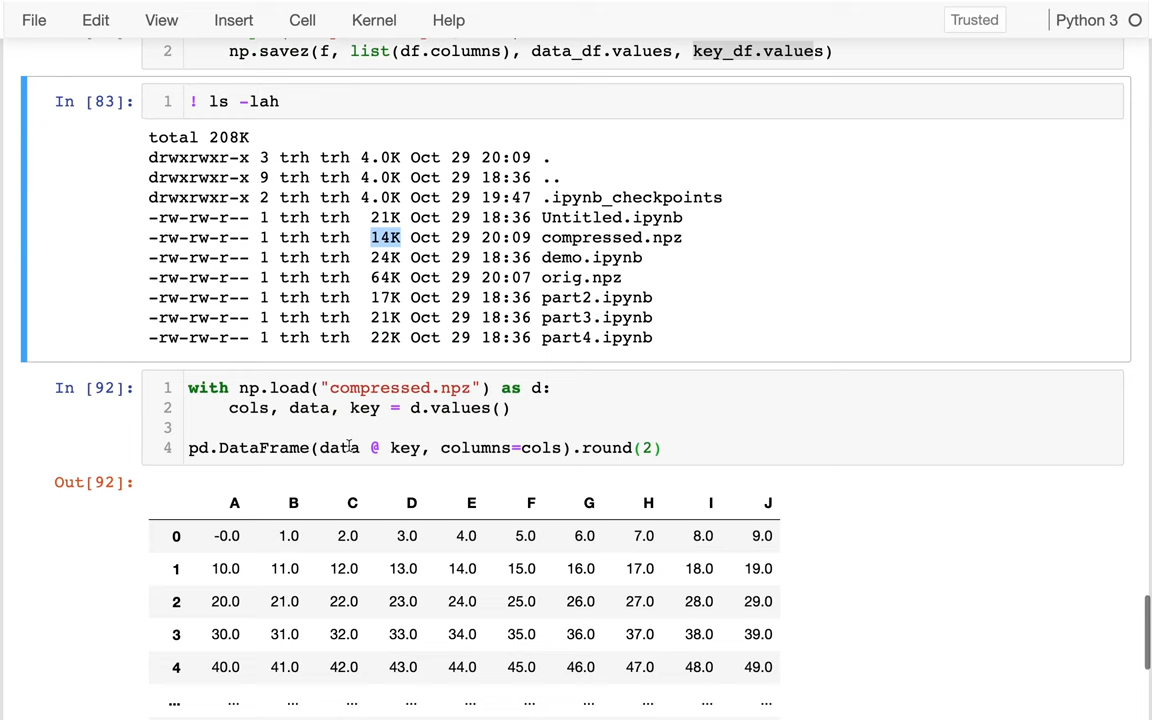 File Edit View Insert Cell Kernel Help Trusted Python 3
2 np.savez(f, list(df.columns), data_df.values, key_df.values)
In [83]: 1 ! ls -lah
total 208K
drwxrwxr-x 3 trh trh 4.0K Oct 29 20:09 .
drwxrwxr-x 9 trh trh 4.0K Oct 29 18:36 ..
drwxrwxr-x 2 trh trh 4.0K Oct 29 19:47 .ipynb_checkpoints
-rw-rw-r-- 1 trh trh 21K Oct 29 18:36 Untitled.ipynb
-rw-rw-r-- 1 trh trh 14K Oct 29 20:09 compressed.npz
-rw-rw-r-- 1 trh trh 24K Oct 29 18:36 demo.ipynb
-rw-rw-r-- 1 trh trh 64K Oct 29 20:07 orig.npz
-rw-rw-r-- 1 trh trh 17K Oct 29 18:36 part2.ipynb
-rw-rw-r-- 1 trh trh 21K Oct 29 18:36 part3.ipynb
-rw-rw-r-- 1 trh trh 22K Oct 29 18:36 part4.ipynb
In [92]: 1 with np.load("compressed.npz") as d:
2 cols, data, key = d.values()
3
4 pd.DataFrame(data @ key, columns=cols).round(2)
Out[92]:
A B C D E F G H I J
0 -0.0 1.0 2.0 3.0 4.0 5.0 6.0 7.0 8.0 9.0
1 10.0 11.0 12.0 13.0 14.0 15.0 16.0 17.0 18.0 19.0
2 20.0 21.0 22.0 23.0 24.0 25.0 26.0 27.0 28.0 29.0
3 30.0 31.0 32.0 33.0 34.0 35.0 36.0 37.0 38.0 39.0
4 40.0 41.0 42.0 43.0 44.0 45.0 46.0 47.0 48.0 49.0
... ... ... ... ... ... ... ... ... ... ...